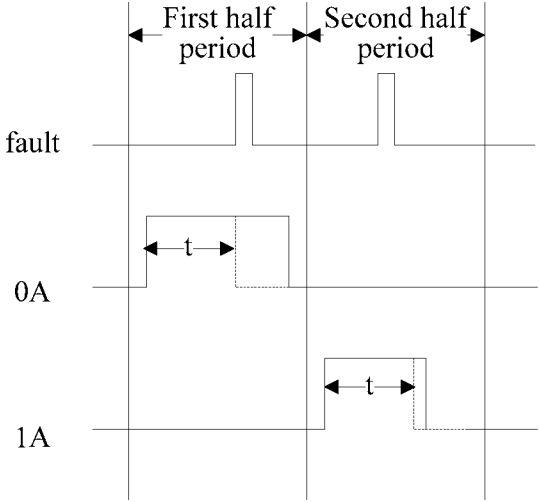 First half
period
Second half
period
fault
t
0A
t
1A